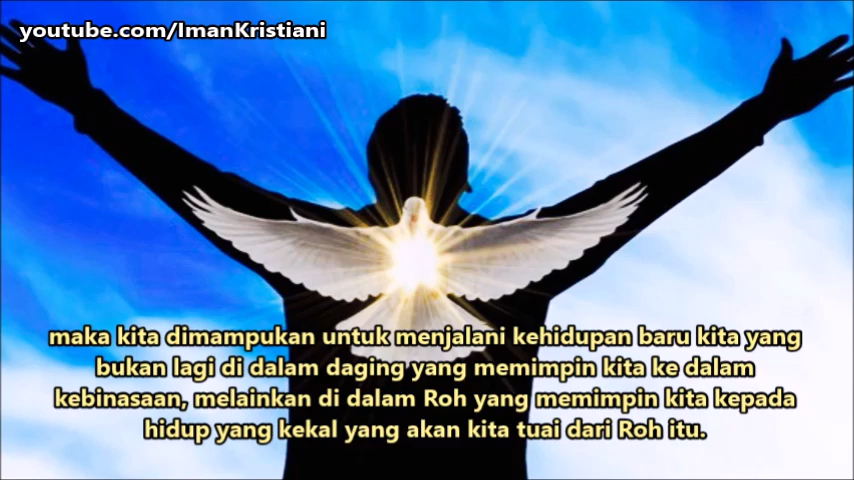 youtube.com/ImanKristiani
maka kita dimampukan untuk menjalani kehidupan baru kita yang
bukan lagi di dalam daging yang memimpin kita ke dalam
kebinasaan, melainkan di dalam Roh yang memimpin kita kepada
hidup yang kekal yang akan kita tuai dari Roh itu.